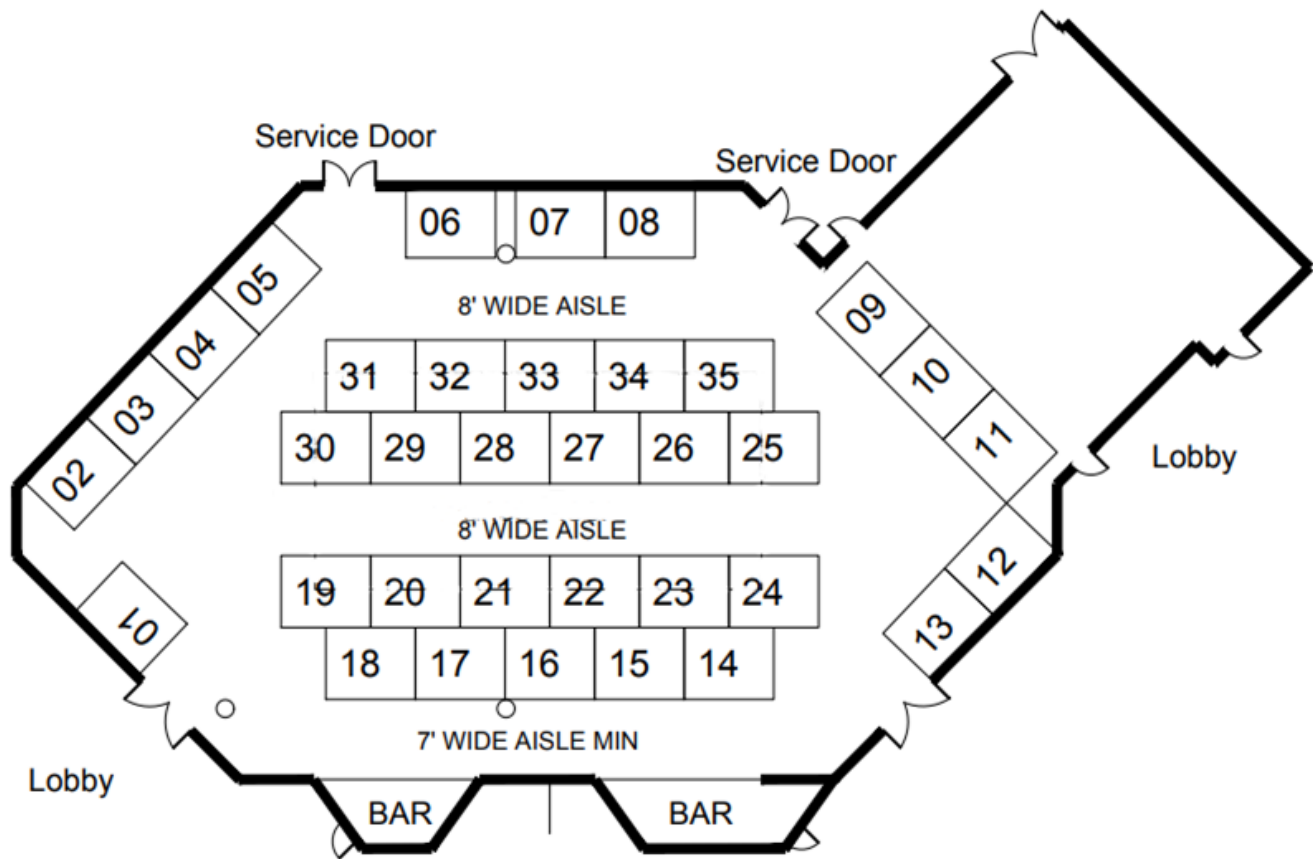 Service Door
Service Door
06 07 08
05
04
03
02
01
8' WIDE AISLE
09
10
11
31 32 33 34 35
30 29 28 27 26 25
Lobby
8' WIDE AISLE
12
13
19 20 21 22 23 24
18 17 16 15 14
7' WIDE AISLE MIN
Lobby
BAR BAR